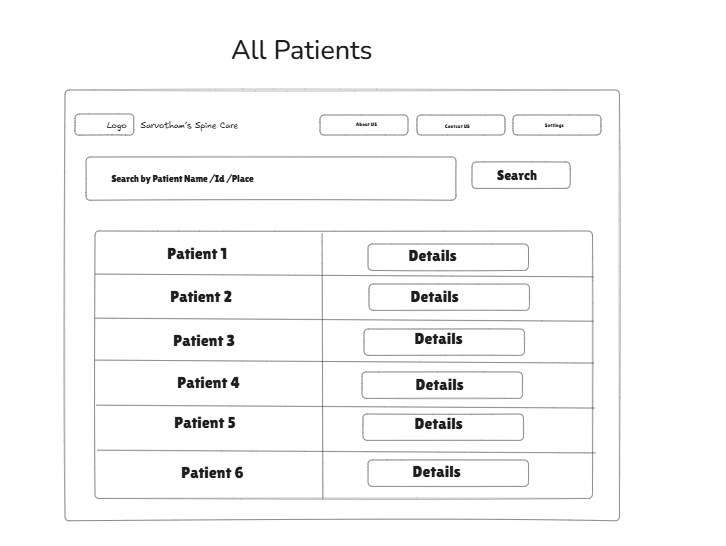 All Patients
Logo Sarvotham's Spine Care About US Contact US Settings
Search by Patient Name /Id /Place Search
Patient 1 Details
Patient 2 Details
Patient 3 Details
Patient 4 Details
Patient 5 Details
Patient 6 Details